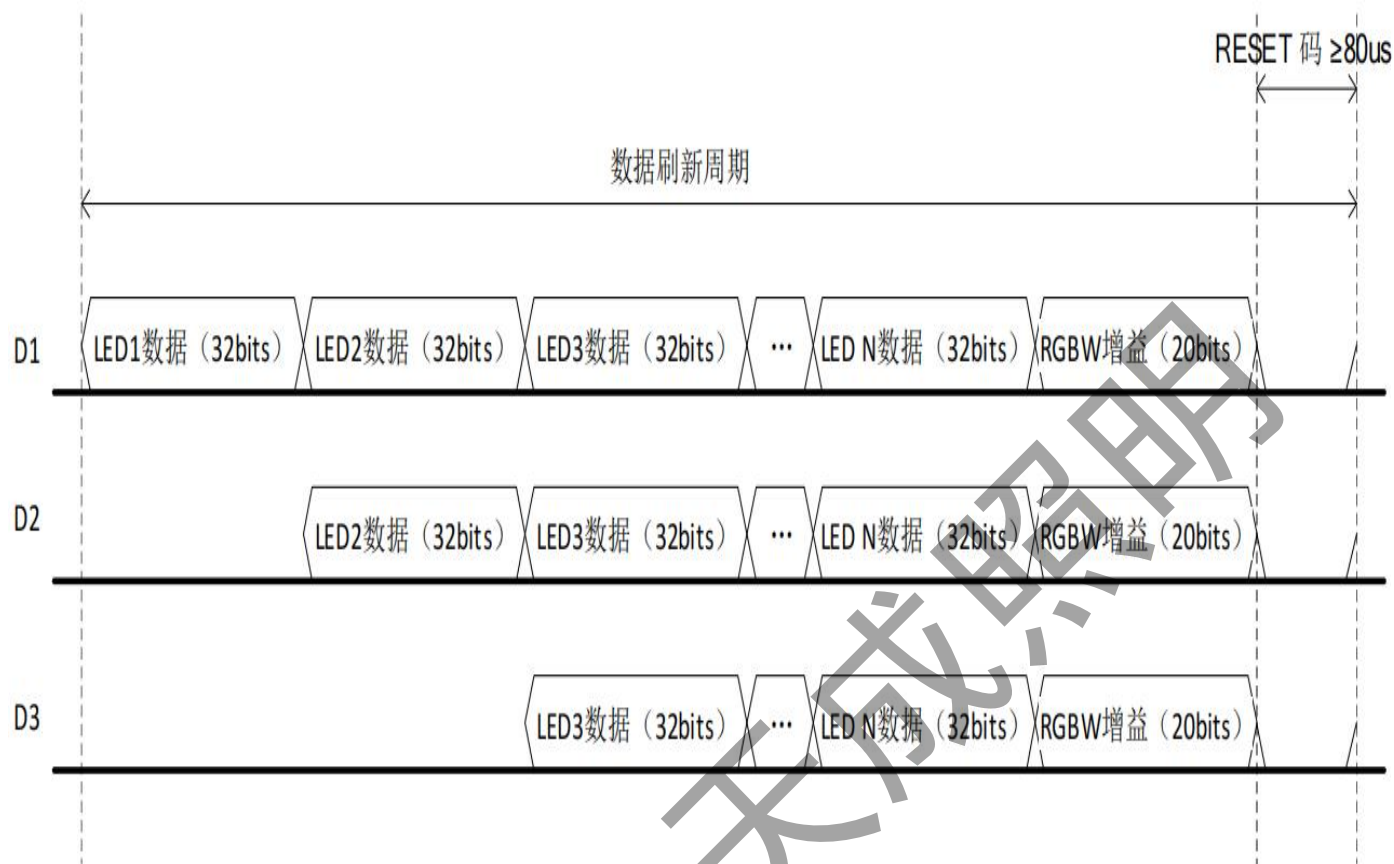 RESET 码 ≥80us
数据刷新周期
D1
LED1数据（32bits）
LED2数据（32bits）
LED3数据（32bits）
…
LED N数据（32bits）
RGBW增益（20bits）
D2
LED2数据（32bits）
LED3数据（32bits）
…
LED N数据（32bits）
RGBW增益（20bits）
D3
LED3数据（32bits）
…
LED N数据（32bits）
RGBW增益（20bits）
天成照明